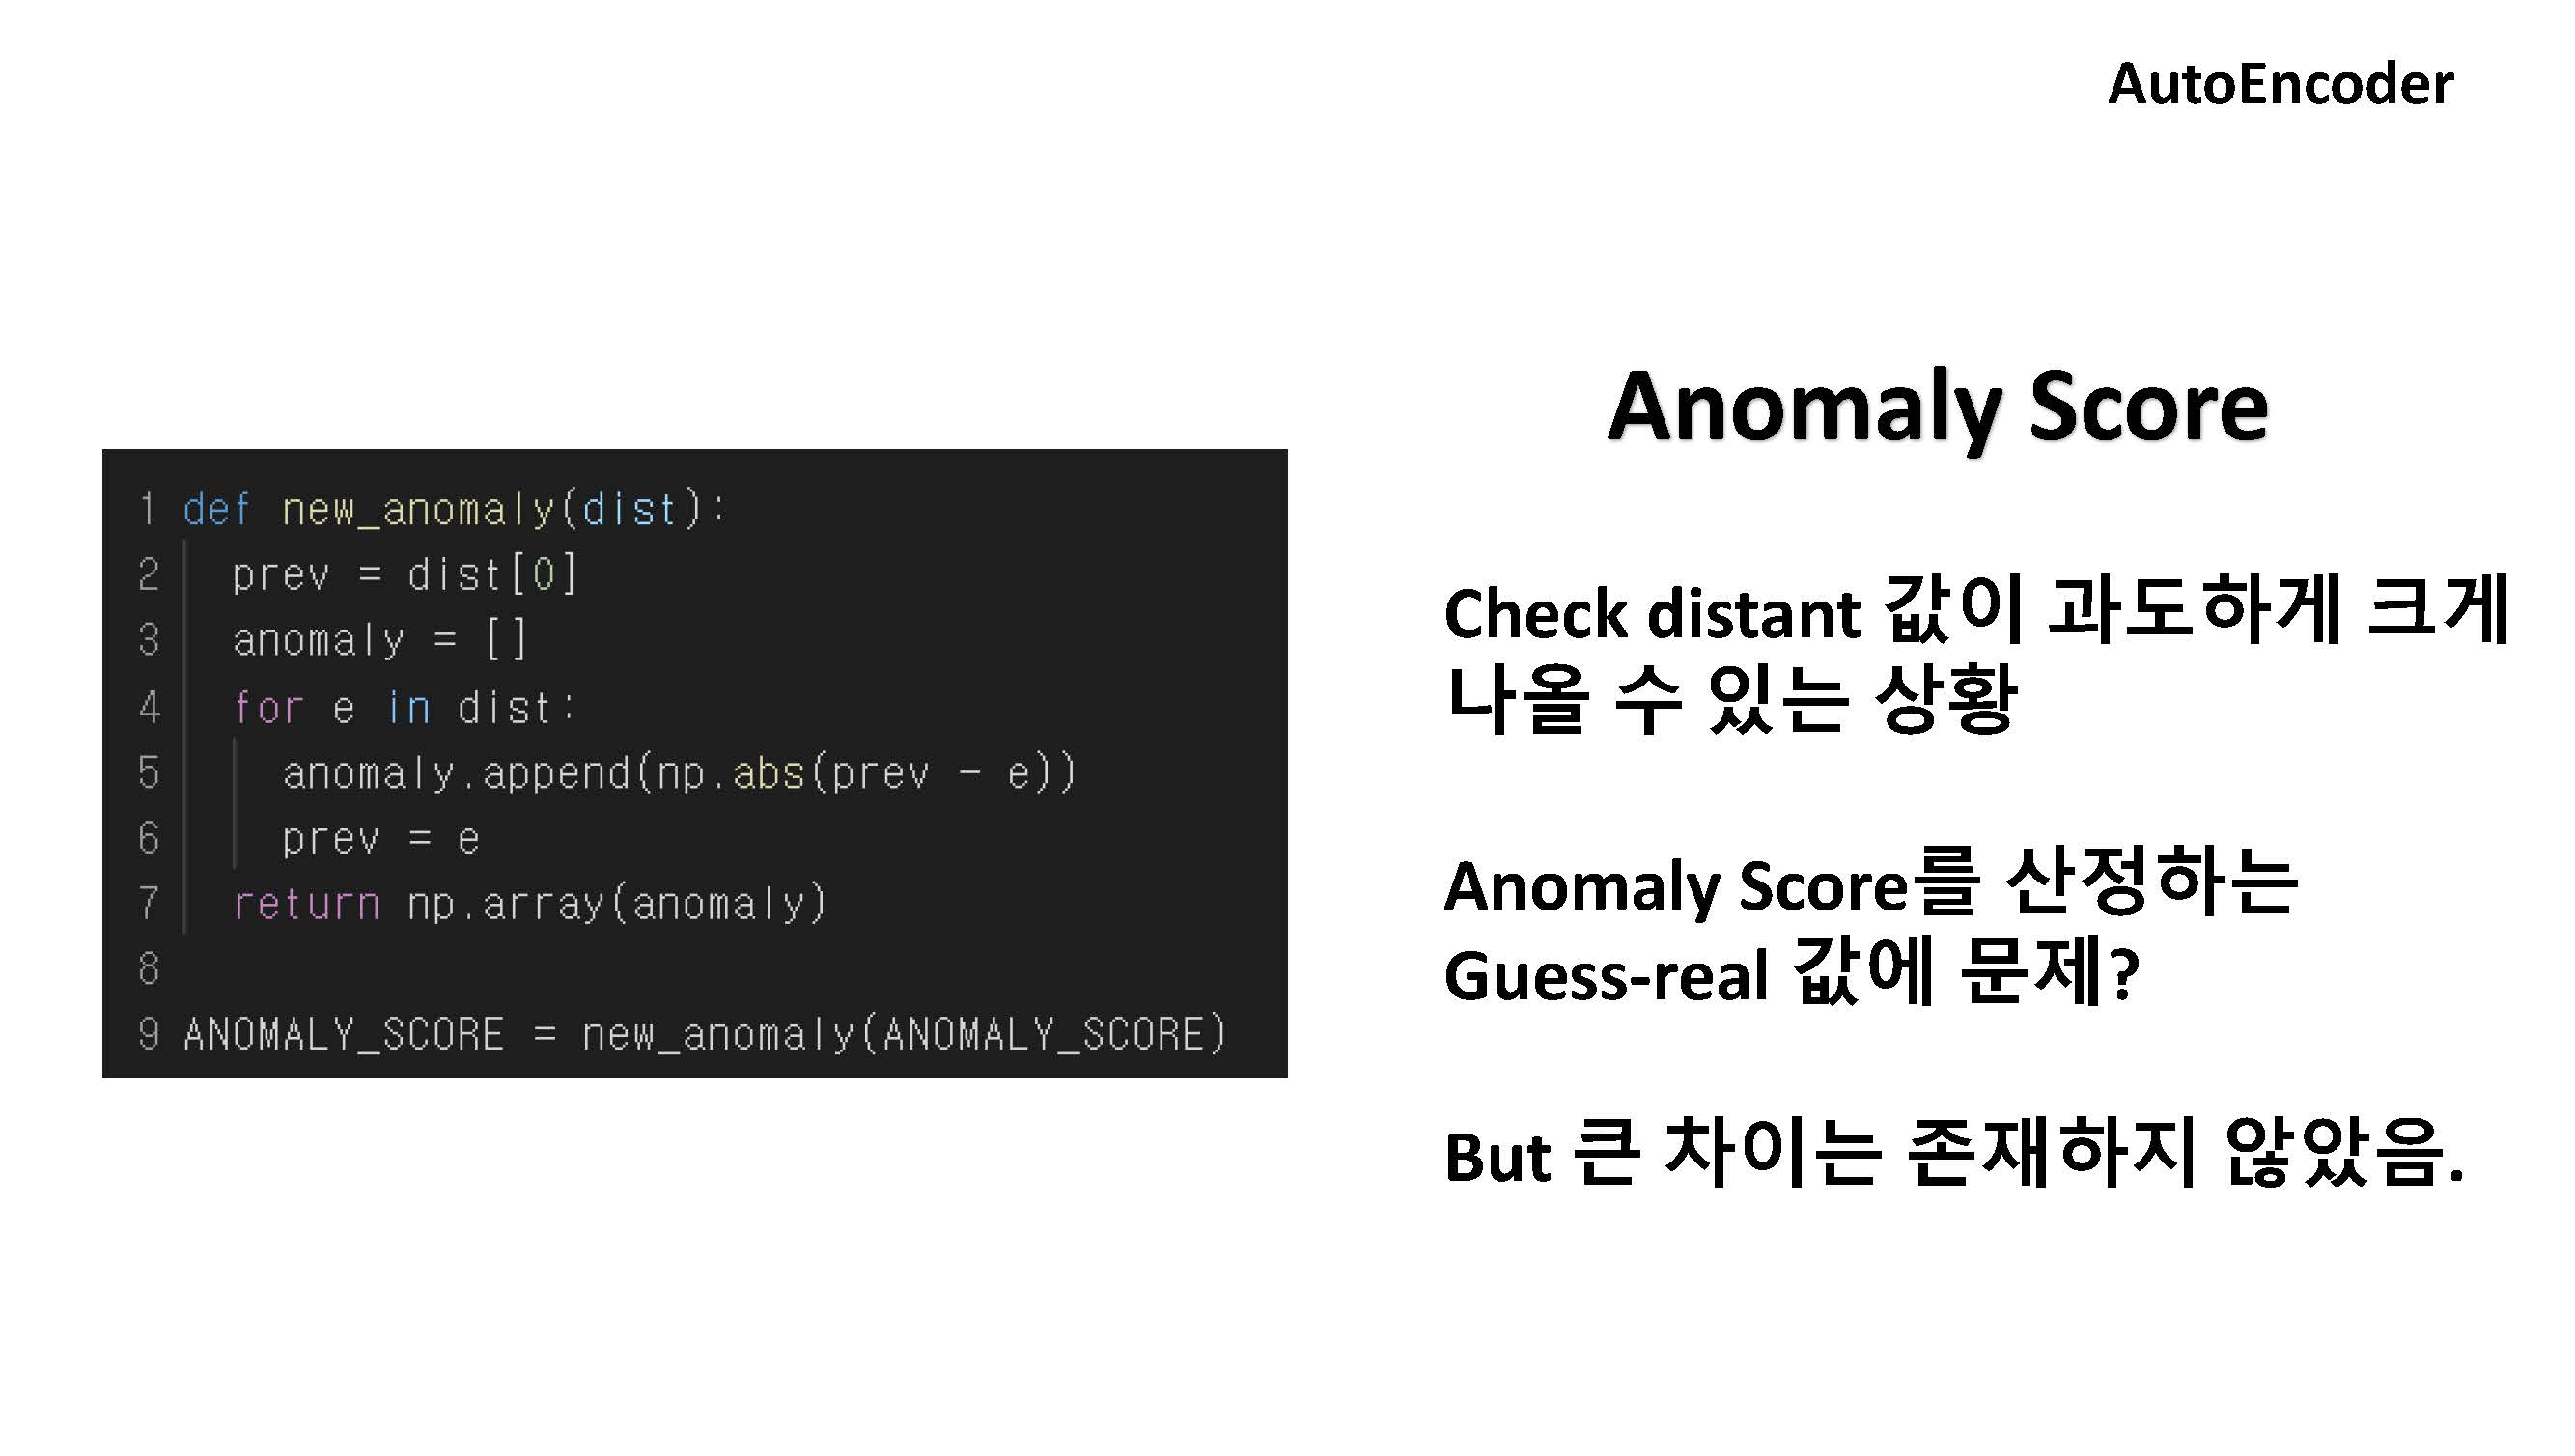 AutoEncoder
1 def new_anomaly(dist):
2 prev = dist[0]
3 anomaly = []
4 for e in dist:
5 anomaly.append(np.abs(prev - e))
6 prev = e
7 return np.array(anomaly)
8
9 ANOMALY_SCORE = new_anomaly(ANOMALY_SCORE)
Anomaly Score
Check distant 값이 과도하게 크게
나올 수 있는 상황
Anomaly Score를 산정하는
Guess-real 값에 문제?
But 큰 차이는 존재하지 않았음.